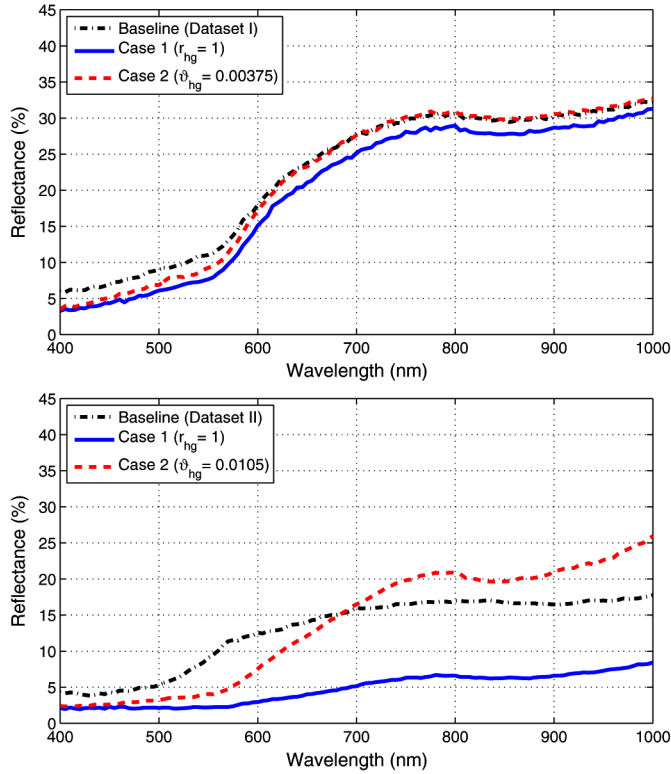 45
40
35
30
25
20
15
10
5
0
Reflectance (%)
Baseline (Dataset I)
Case 1 (r_hg = 1)
Case 2 (ϑ_hg = 0.00375)
400 500 600 700 800 900 1000
Wavelength (nm)
45
40
35
30
25
20
15
10
5
0
Reflectance (%)
Baseline (Dataset II)
Case 1 (r_hg = 1)
Case 2 (ϑ_hg = 0.0105)
400 500 600 700 800 900 1000
Wavelength (nm)